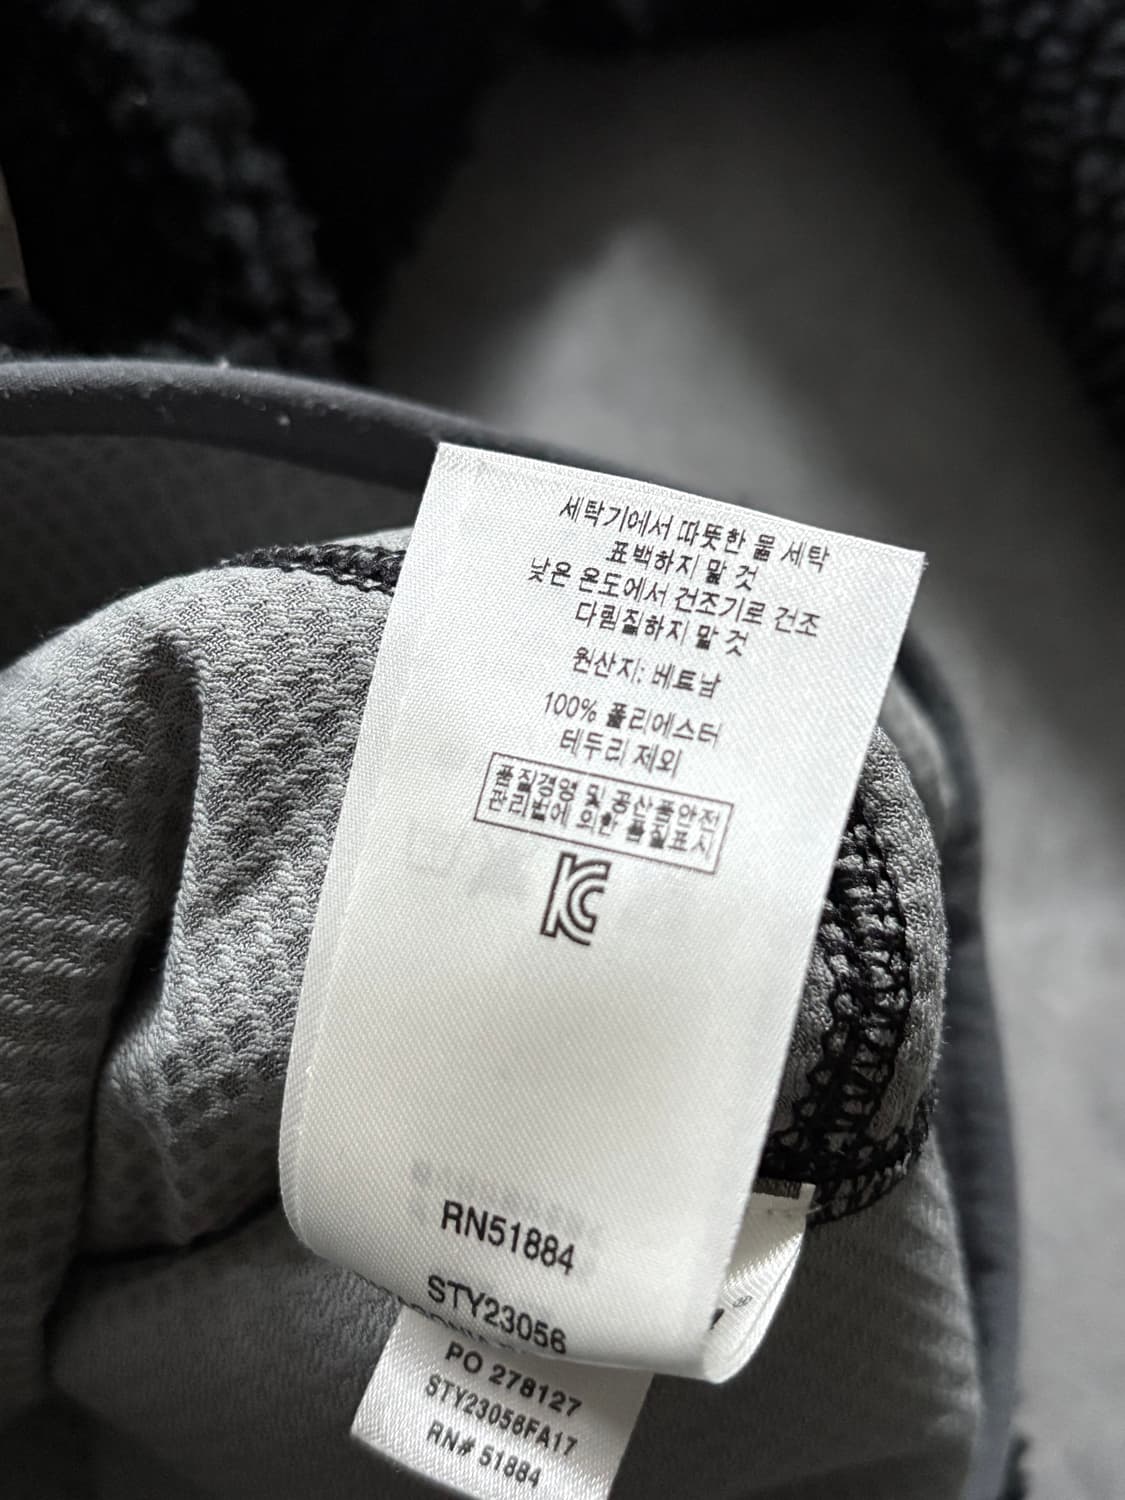 세탁기에서 따뜻한 물 세탁
표백하지 말 것
낮은 온도에서 건조기로 건조
다림질하지 말 것
원산지: 베트남
100% 폴리에스터
테두리 제외
품질경영 및 공산품안전
관리법에 의한 품질표시
KC
RN51884
STY23056
PO 278127
STY23056FA17
RN# 51884